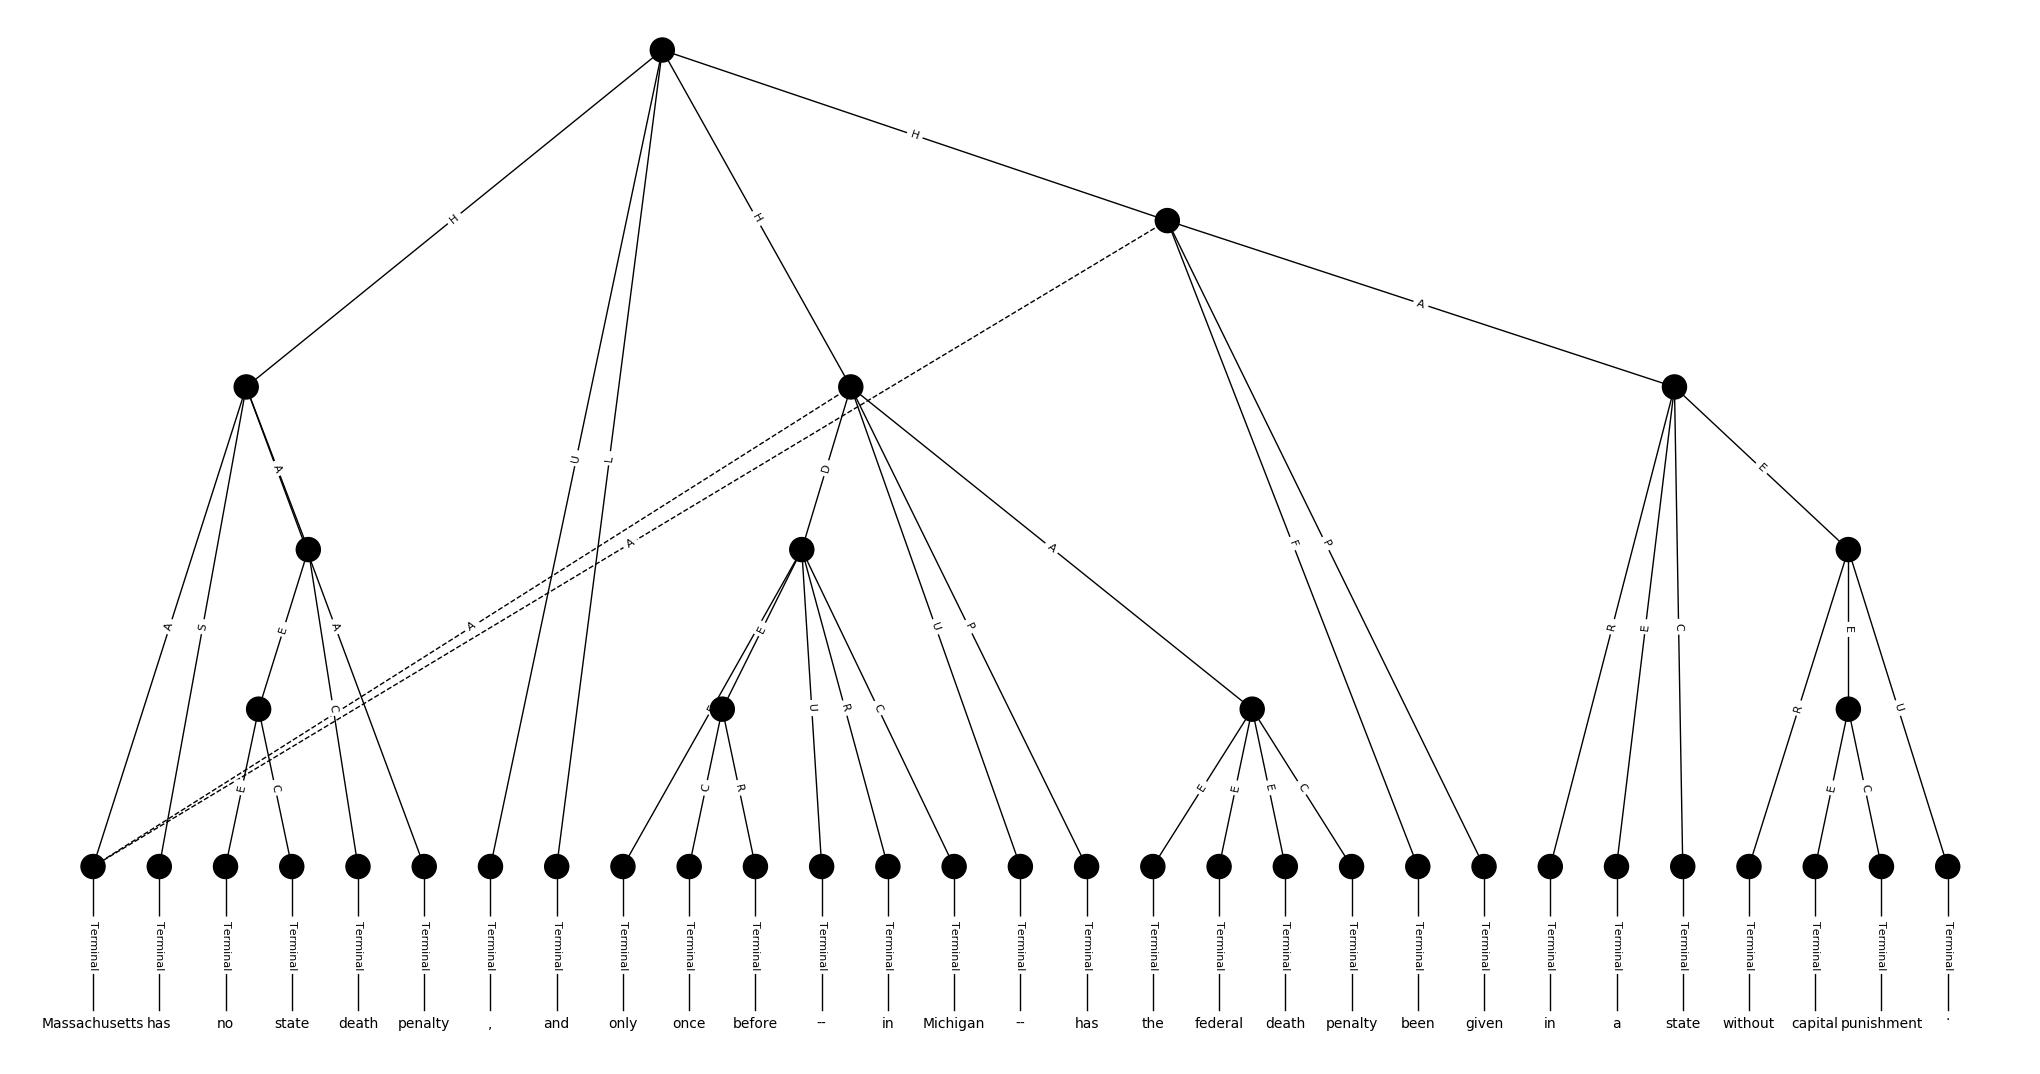 H
H
H
A
A
U
L
D
E
A
A
A
F
P
A
S
E
A
A
E
U
P
R
E
C
E
U
C
E
U
R
C
R
E
C
C
R
E
E
E
C
E
C
Terminal Terminal Terminal Terminal Terminal Terminal Terminal Terminal Terminal Terminal Terminal Terminal Terminal Terminal Terminal Terminal Terminal Terminal Terminal Terminal Terminal Terminal Terminal Terminal Terminal Terminal Terminal Terminal Terminal
Massachusetts has no state death penalty , and only once before -- in Michigan -- has the federal death penalty been given in a state without capital punishment .